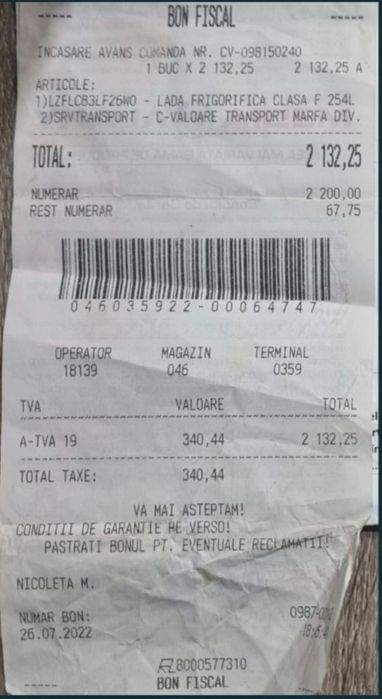 BON FISCAL
INCASARE AVANS COMANDA NR. CV-098150240
1 BUC X 2 132,25 2 132,25 A
ARTICOLE:
1)LZFLCB3LF26W0 - LADA FRIGORIFICA CLASA F 254L
2)SRVTRANSPORT - C-VALOARE TRANSPORT MARFA DIV.
TOTAL: 2 132,25
NUMERAR 2 200,00
REST NUMERAR 67,75
046035922-00064747
OPERATOR MAGAZIN TERMINAL
18139 046 0359
TVA VALOARE TOTAL
A-TVA 19 340,44 2 132,25
TOTAL TAXE: 340,44
VA MAI ASTEPTAM!
CONDITII DE GARANTIE PE VERSO!
PASTRATI BONUL PT. EVENTUALE RECLAMATII!
NICOLETA M.
NUMAR BON:
26.07.2022
8000577310
BON FISCAL